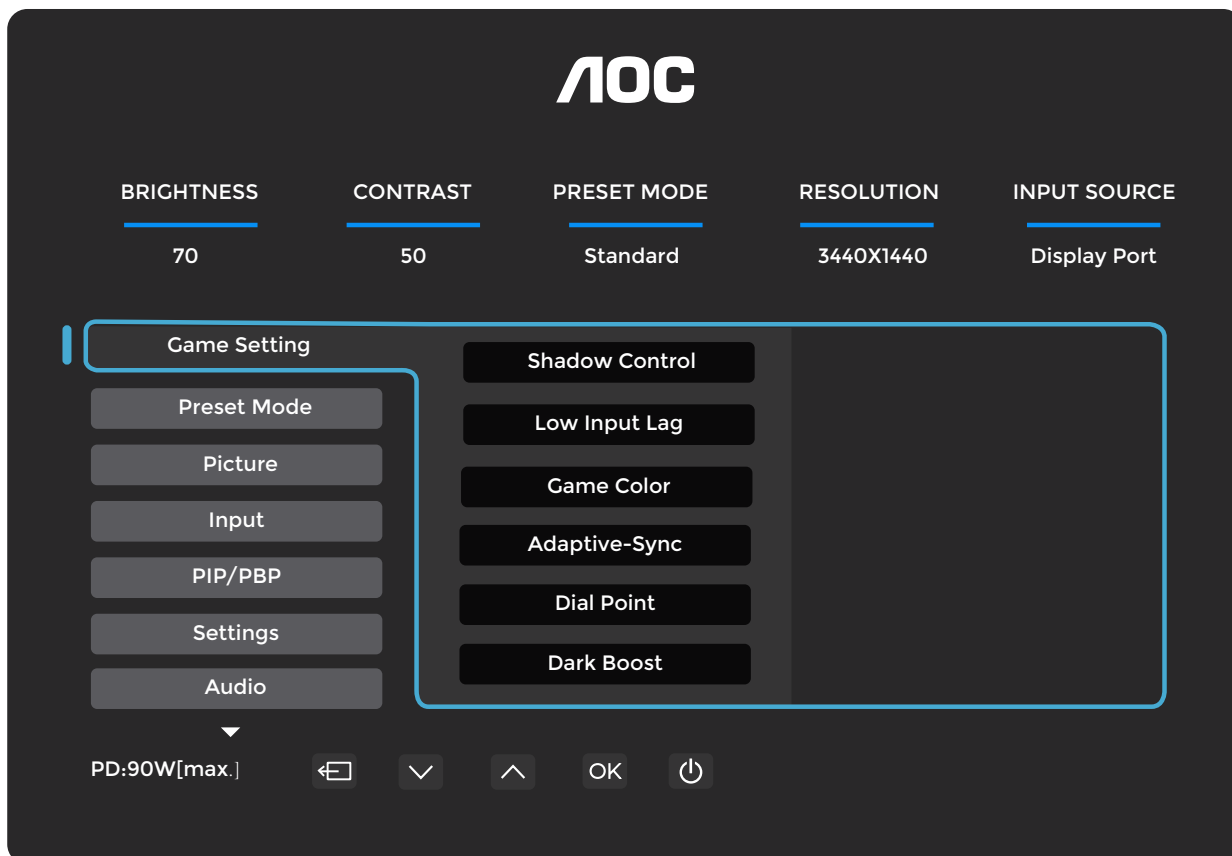 AOC
BRIGHTNESS CONTRAST PRESET MODE RESOLUTION INPUT SOURCE
70 50 Standard 3440X1440 Display Port
Game Setting
Preset Mode
Picture
Input
PIP/PBP
Settings
Audio
Shadow Control
Low Input Lag
Game Color
Adaptive-Sync
Dial Point
Dark Boost
PD:90W[max.] OK